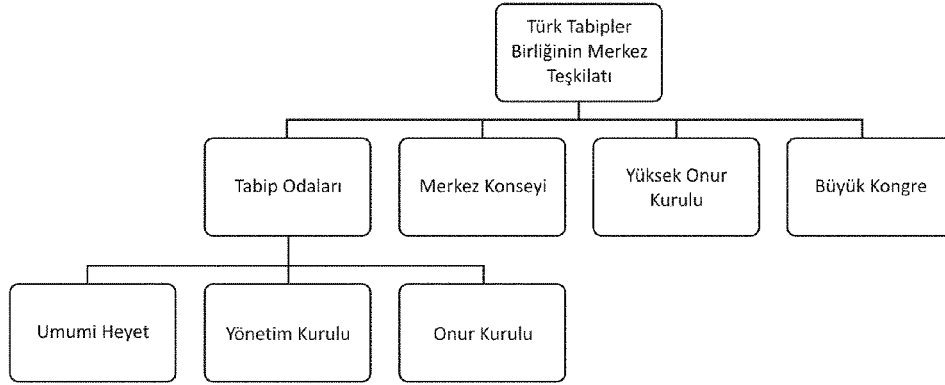 Türk Tabipler
Birliğinin Merkez
Teşkilatı
Tabip Odaları
Merkez Konseyi
Yüksek Onur
Kurulu
Büyük Kongre
Umumi Heyet
Yönetim Kurulu
Onur Kurulu